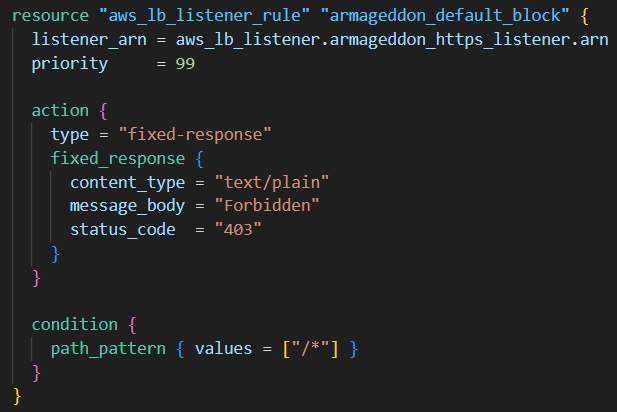 resource "aws_lb_listener_rule" "armageddon_default_block" {
  listener_arn = aws_lb_listener.armageddon_https_listener.arn
  priority     = 99

  action {
    type = "fixed-response"
    fixed_response {
      content_type = "text/plain"
      message_body = "Forbidden"
      status_code  = "403"
    }
  }

  condition {
    path_pattern { values = ["/*"] }
  }
}